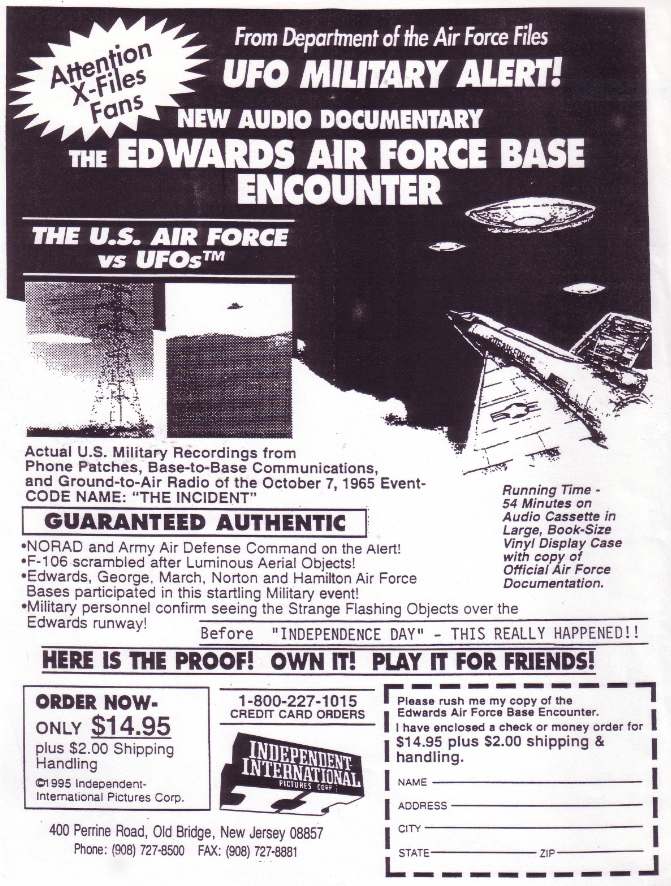 Attention
X-Files
Fans
From Department of the Air Force Files
UFO MILITARY ALERT!
NEW AUDIO DOCUMENTARY
THE EDWARDS AIR FORCE BASE
ENCOUNTER
THE U.S. AIR FORCE
vs UFOs™
U.S. AIR FORCE
Actual U.S. Military Recordings from
Phone Patches, Base-to-Base Communications,
and Ground-to-Air Radio of the October 7, 1965 Event-
CODE NAME: "THE INCIDENT"
GUARANTEED AUTHENTIC
•NORAD and Army Air Defense Command on the Alert!
•F-106 scrambled after Luminous Aerial Objects!
•Edwards, George, March, Norton and Hamilton Air Force
Bases participated in this startling Military event!
•Military personnel confirm seeing the Strange Flashing Objects over the
Edwards runway!
Running Time -
54 Minutes on
Audio Cassette in
Large, Book-Size
Vinyl Display Case
with copy of
Official Air Force
Documentation.
Before "INDEPENDENCE DAY" - THIS REALLY HAPPENED!!
HERE IS THE PROOF! OWN IT! PLAY IT FOR FRIENDS!
ORDER NOW-
ONLY $14.95
plus $2.00 Shipping
Handling
©1995 Independent-
International Pictures Corp.
1-800-227-1015
CREDIT CARD ORDERS
INDEPENDENT
INTERNATIONAL
PICTURES CORP.
400 Perrine Road, Old Bridge, New Jersey 08857
Phone: (908) 727-8500 FAX: (908) 727-8881
Please rush me my copy of the
Edwards Air Force Base Encounter.
I have enclosed a check or money order for
$14.95 plus $2.00 shipping &
handling.
NAME
ADDRESS
CITY
STATE ZIP